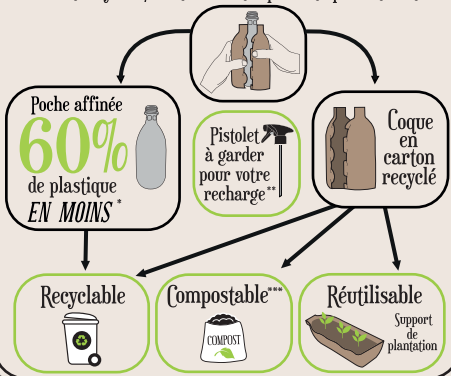 Poche affinée
60%
de plastique
EN MOINS *
Pistolet
à garder
pour votre
recharge**
Coque
en
carton
recyclé
Recyclable
Compostable***
COMPOST
Réutilisable
Support
de
plantation